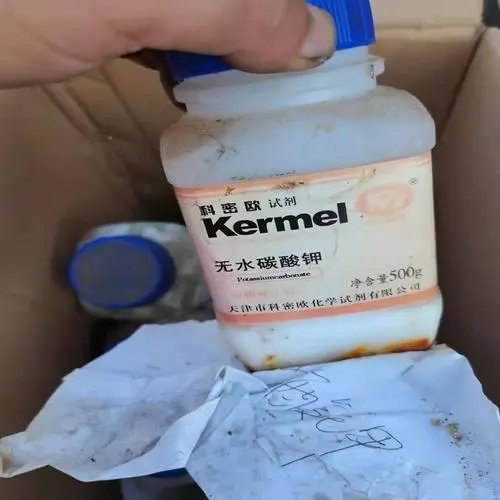 科密欧 试剂
Kermel
®
无水碳酸钾
Potassiumcarbonate
净含量500g
天津市科密欧化学试剂有限公司